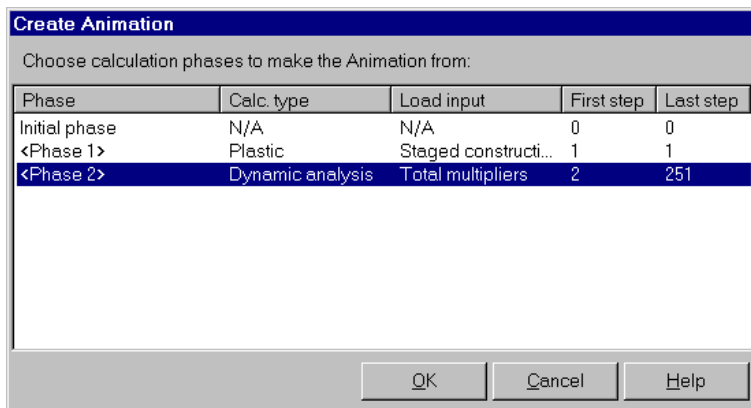 Create Animation
Choose calculation phases to make the Animation from:
Phase Calc. type Load input First step Last step
Initial phase N/A N/A 0 0
<Phase 1> Plastic Staged constructi... 1 1
<Phase 2> Dynamic analysis Total multipliers 2 251
OK Cancel Help